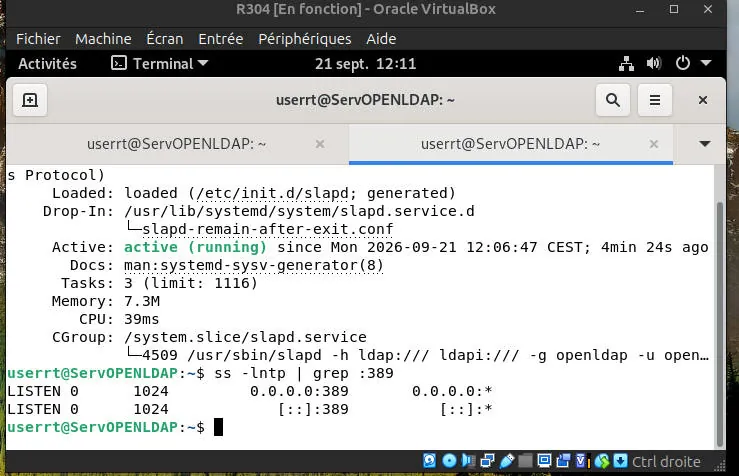 R304 [En fonction] - Oracle VirtualBox
Fichier Machine Écran Entrée Périphériques Aide
Activités Terminal 21 sept. 12:11
userrt@ServOPENLDAP: ~
userrt@ServOPENLDAP: ~ × userrt@ServOPENLDAP: ~ ×
s Protocol)
Loaded: loaded (/etc/init.d/slapd; generated)
Drop-In: /usr/lib/systemd/system/slapd.service.d
└─slapd-remain-after-exit.conf
Active: active (running) since Mon 2026-09-21 12:06:47 CEST; 4min 24s ago
Docs: man:systemd-sysv-generator(8)
Tasks: 3 (limit: 1116)
Memory: 7.3M
CPU: 39ms
CGroup: /system.slice/slapd.service
└─4509 /usr/sbin/slapd -h ldap:/// ldapi:/// -g openldap -u open…
userrt@ServOPENLDAP:~$ ss -lntp | grep :389
LISTEN 0 1024 0.0.0.0:389 0.0.0.0:*
LISTEN 0 1024 [::]:389 [::]:*
userrt@ServOPENLDAP:~$
Ctrl droite